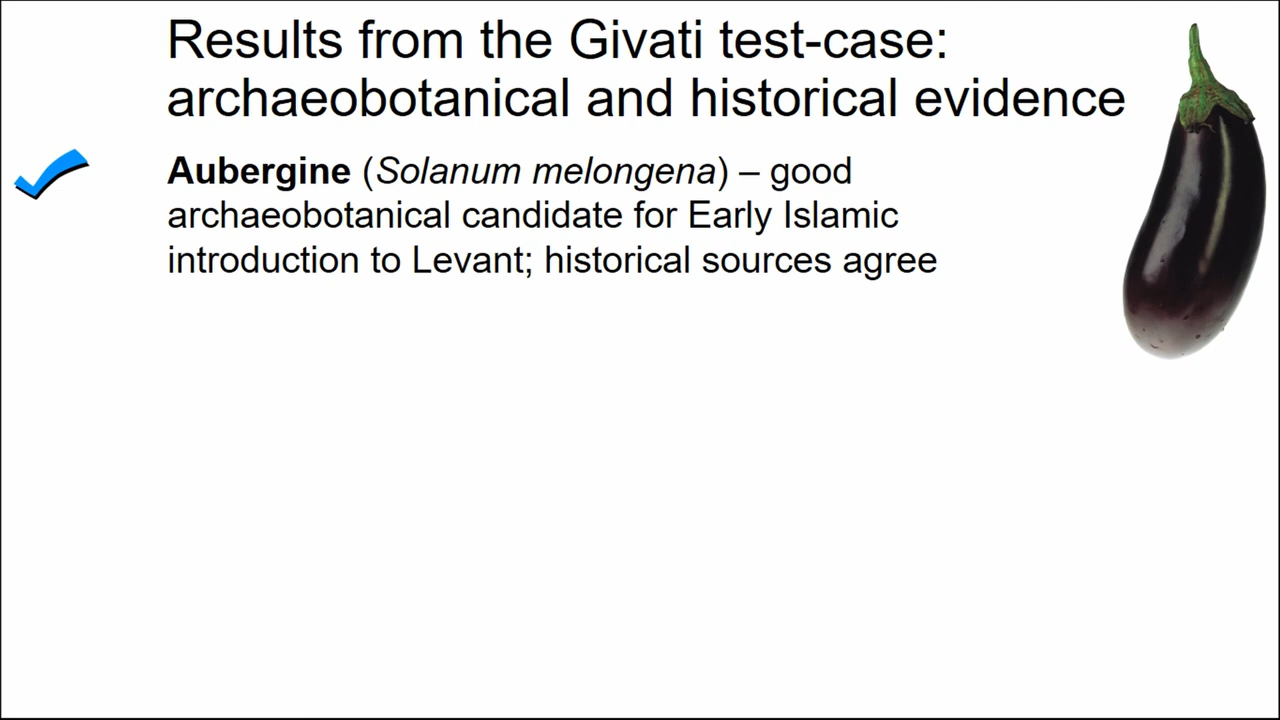 Results from the Givati test-case:
archaeobotanical and historical evidence
Aubergine (Solanum melongena) – good
archaeobotanical candidate for Early Islamic
introduction to Levant; historical sources agree